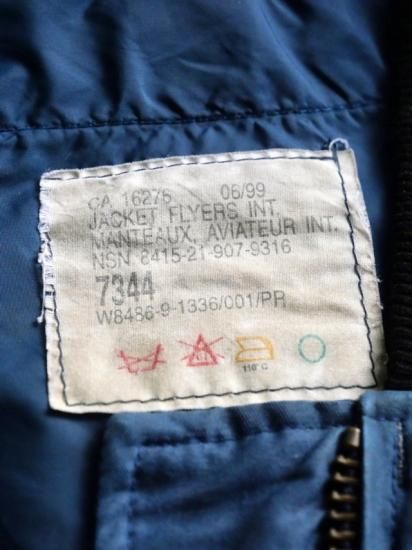 CA 16276 06/99
JACKET FLYERS INT.
MANTEAUX, AVIATEUR INT.
NSN 8415-21-907-9316
7344
W8486-9-1336/001/PR
110°C